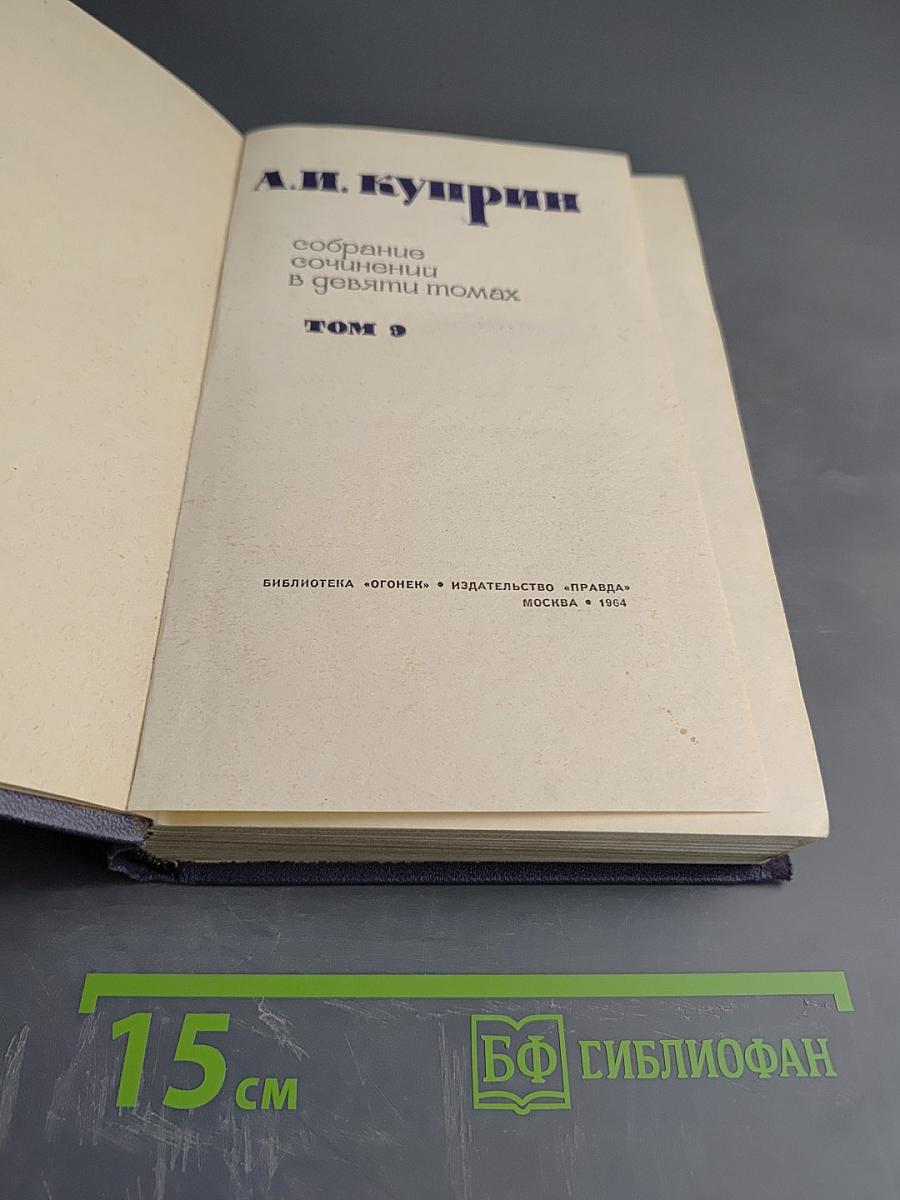 А.И. Куприн
собрание
сочинений
в девяти томах
ТОМ 9
БИБЛИОТЕКА «ОГОНЕК» • ИЗДАТЕЛЬСТВО «ПРАВДА»
МОСКВА • 1964
15 см
БФ БИБЛИОФАН